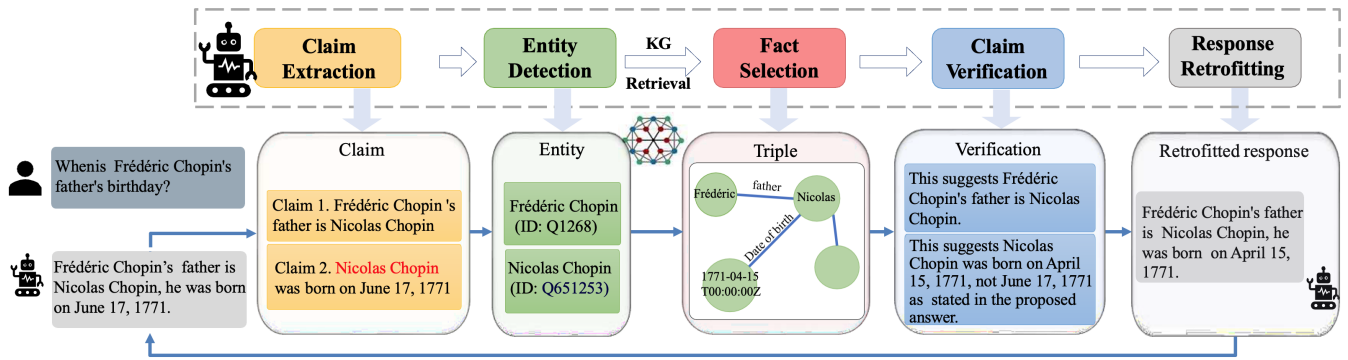 Claim
Extraction
Entity
Detection
KG
Retrieval
Fact
Selection
Claim
Verification
Response
Retrofitting
Whenis Frédéric Chopin's
father's birthday?
Frédéric Chopin’s father is
Nicolas Chopin, he was born
on June 17, 1771.
Claim
Claim 1. Frédéric Chopin 's
father is Nicolas Chopin
Claim 2. Nicolas Chopin
was born on June 17, 1771
Entity
Frédéric Chopin
(ID: Q1268)
Nicolas Chopin
(ID: Q651253)
Triple
Frédéric
father
Nicolas
Date of birth
1771-04-15
T00:00:00Z
Verification
This suggests Frédéric
Chopin's father is Nicolas
Chopin.
This suggests Nicolas
Chopin was born on April
15, 1771, not June 17, 1771
as stated in the proposed
answer.
Retrofitted response
Frédéric Chopin's father
is Nicolas Chopin, he
was born on April 15,
1771.